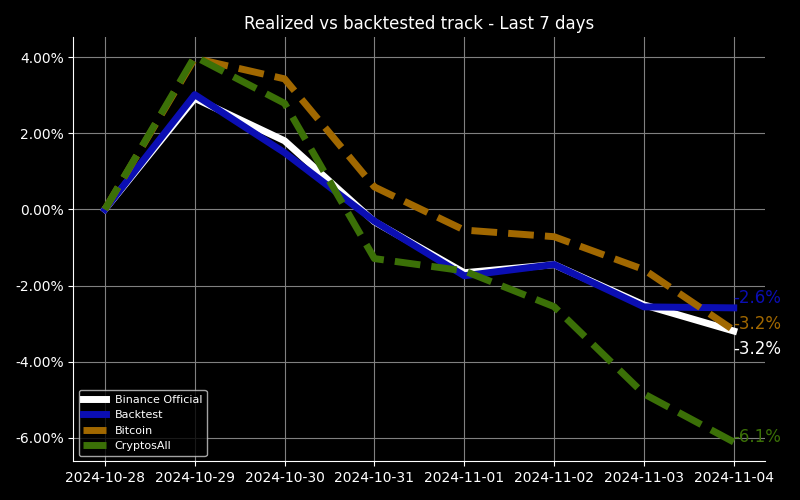 Realized vs backtested track - Last 7 days
4.00%
2.00%
0.00%
-2.00%
-4.00%
-6.00%
-2.6%
-3.2%
-3.2%
-6.1%
Binance Official
Backtest
Bitcoin
CryptosAll
2024-10-28 2024-10-29 2024-10-30 2024-10-31 2024-11-01 2024-11-02 2024-11-03 2024-11-04